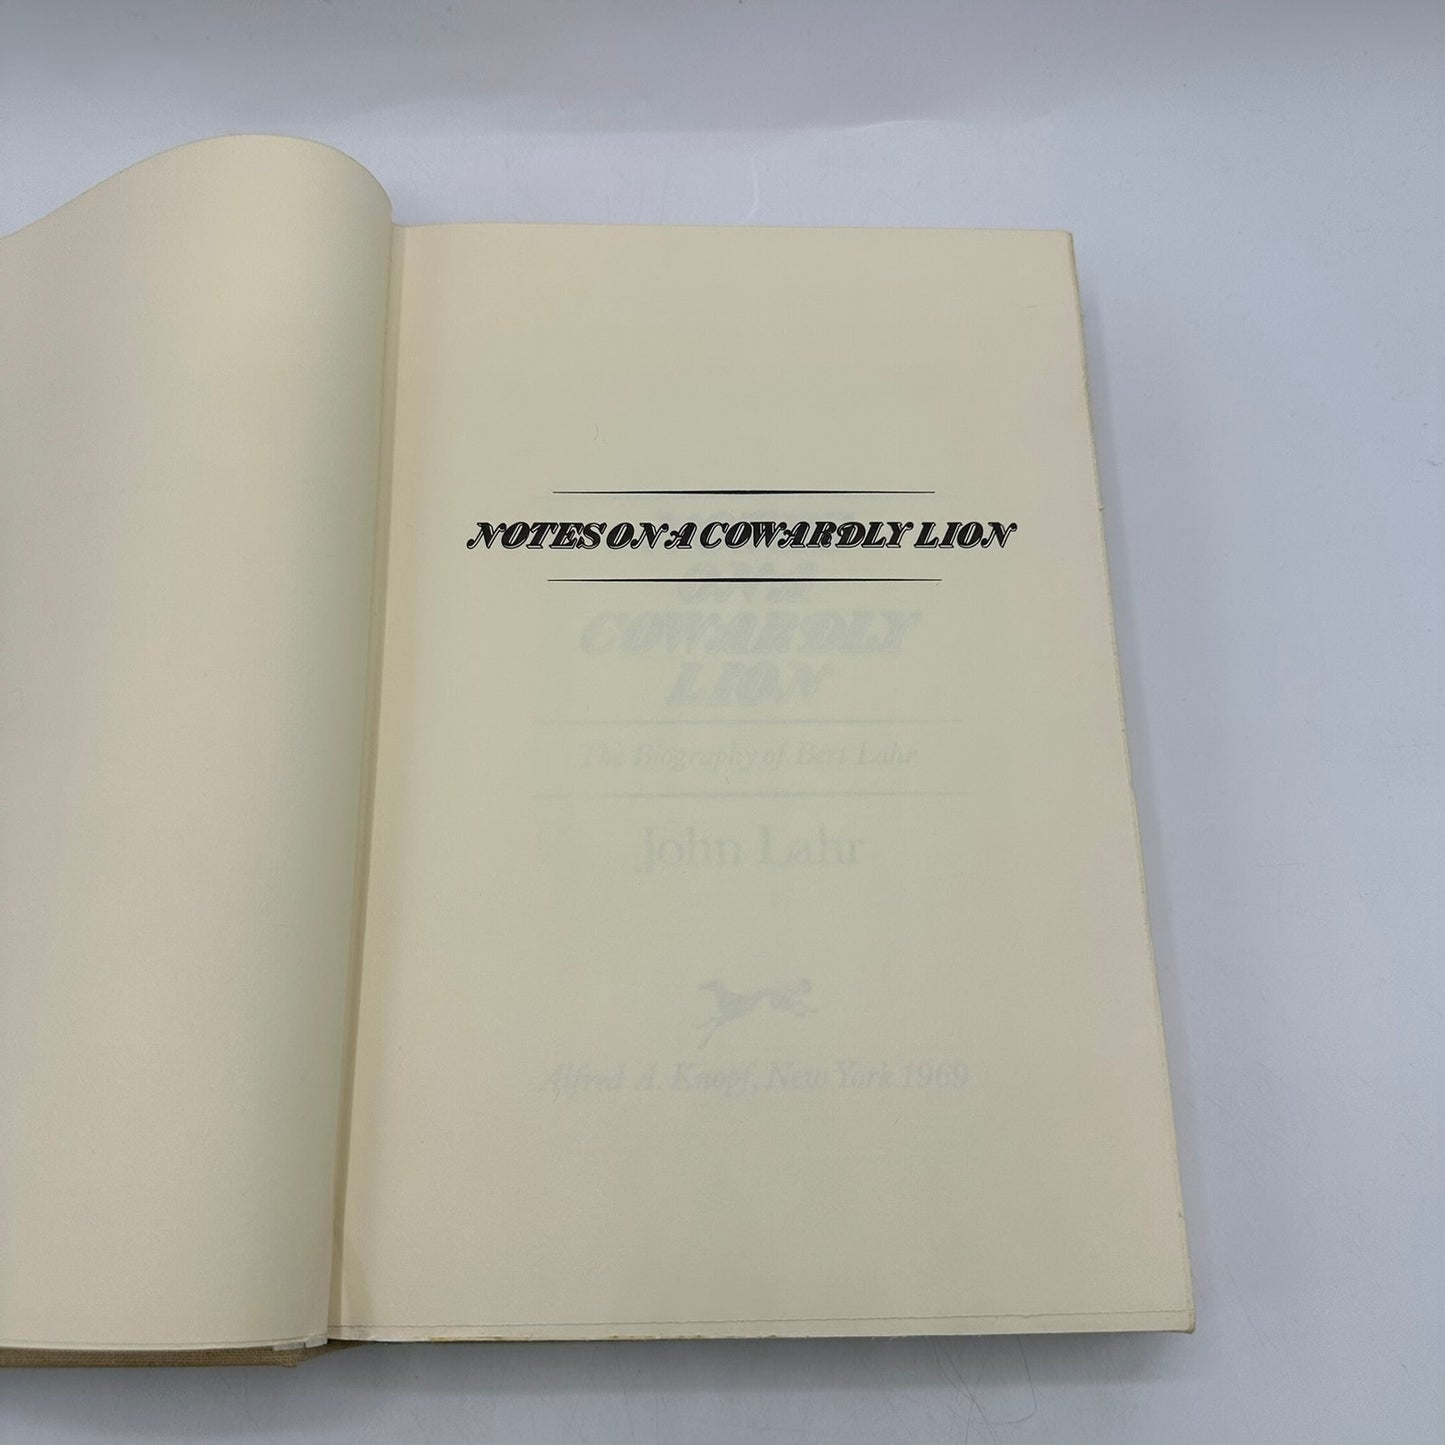 NOTES ON A COWARDLY LION
ON A
COWARDLY
LION
The Biography of Bert Lahr
John Lahr
Alfred A. Knopf, New York 1969